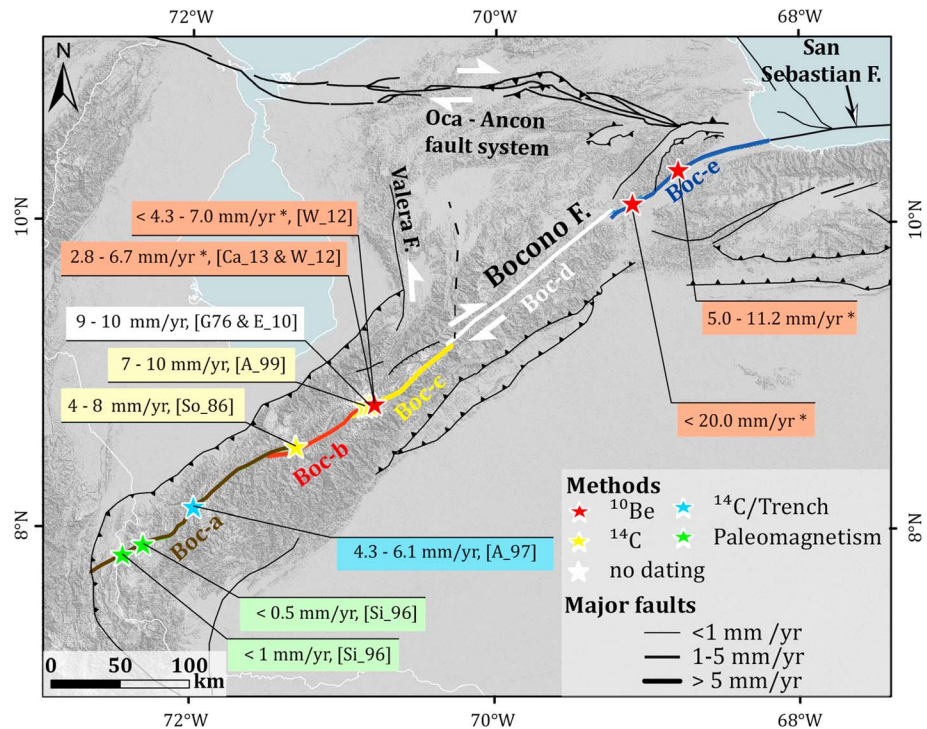 72°W
70°W
68°W
N
San
Sebastian F.
Oca - Ancon
fault system
Valera F.
Boc-e
10°N
10°N
< 4.3 - 7.0 mm/yr *, [W_12]
Bocono F.
2.8 - 6.7 mm/yr *, [Ca_13 & W_12]
Boc-d
9 - 10 mm/yr, [G76 & E_10]
5.0 - 11.2 mm/yr *
7 - 10 mm/yr, [A_99]
Boc-c
4 - 8 mm/yr, [So_86]
< 20.0 mm/yr *
Boc-b
Methods
¹⁰Be
¹⁴C/Trench
¹⁴C
Paleomagnetism
no dating
8°N
8°N
Boc-a
4.3 - 6.1 mm/yr, [A_97]
Major faults
< 0.5 mm/yr, [Si_96]
<1 mm /yr
< 1 mm/yr, [Si_96]
1-5 mm/yr
> 5 mm/yr
0 50 100
km
72°W
70°W
68°W